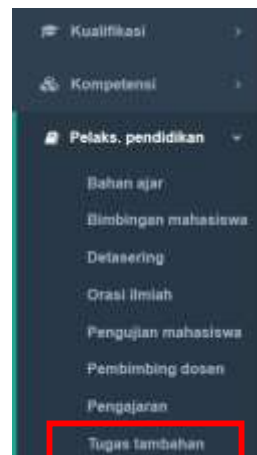 Kualifikasi
Kompetensi
Pelaks. pendidikan
Bahan ajar
Bimbingan mahasiswa
Detasering
Orasi ilmiah
Pengujian mahasiswa
Pembimbing dosen
Pengajaran
Tugas tambahan